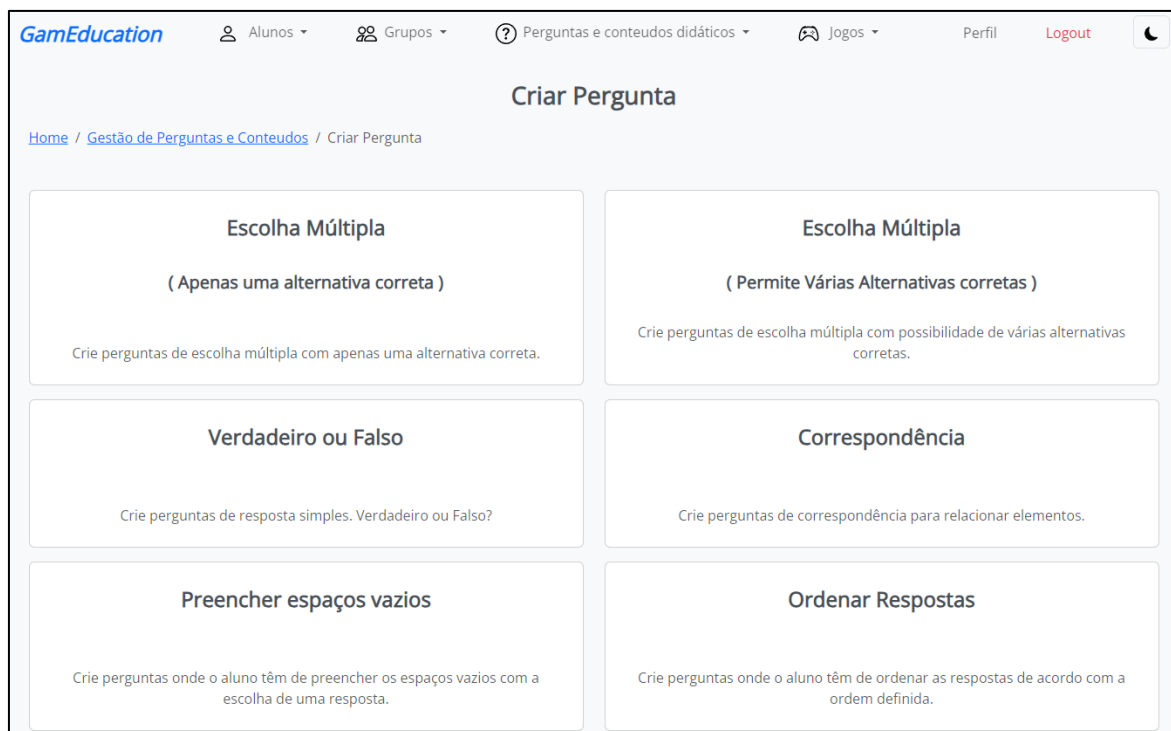 GamEducation Alunos Grupos Perguntas e conteudos didáticos Jogos Perfil Logout
Criar Pergunta
Home / Gestão de Perguntas e Conteudos / Criar Pergunta
Escolha Múltipla
( Apenas uma alternativa correta )
Crie perguntas de escolha múltipla com apenas uma alternativa correta.
Escolha Múltipla
( Permite Várias Alternativas corretas )
Crie perguntas de escolha múltipla com possibilidade de várias alternativas
corretas.
Verdadeiro ou Falso
Crie perguntas de resposta simples. Verdadeiro ou Falso?
Correspondência
Crie perguntas de correspondência para relacionar elementos.
Preencher espaços vazios
Crie perguntas onde o aluno têm de preencher os espaços vazios com a
escolha de uma resposta.
Ordenar Respostas
Crie perguntas onde o aluno têm de ordenar as respostas de acordo com a
ordem definida.